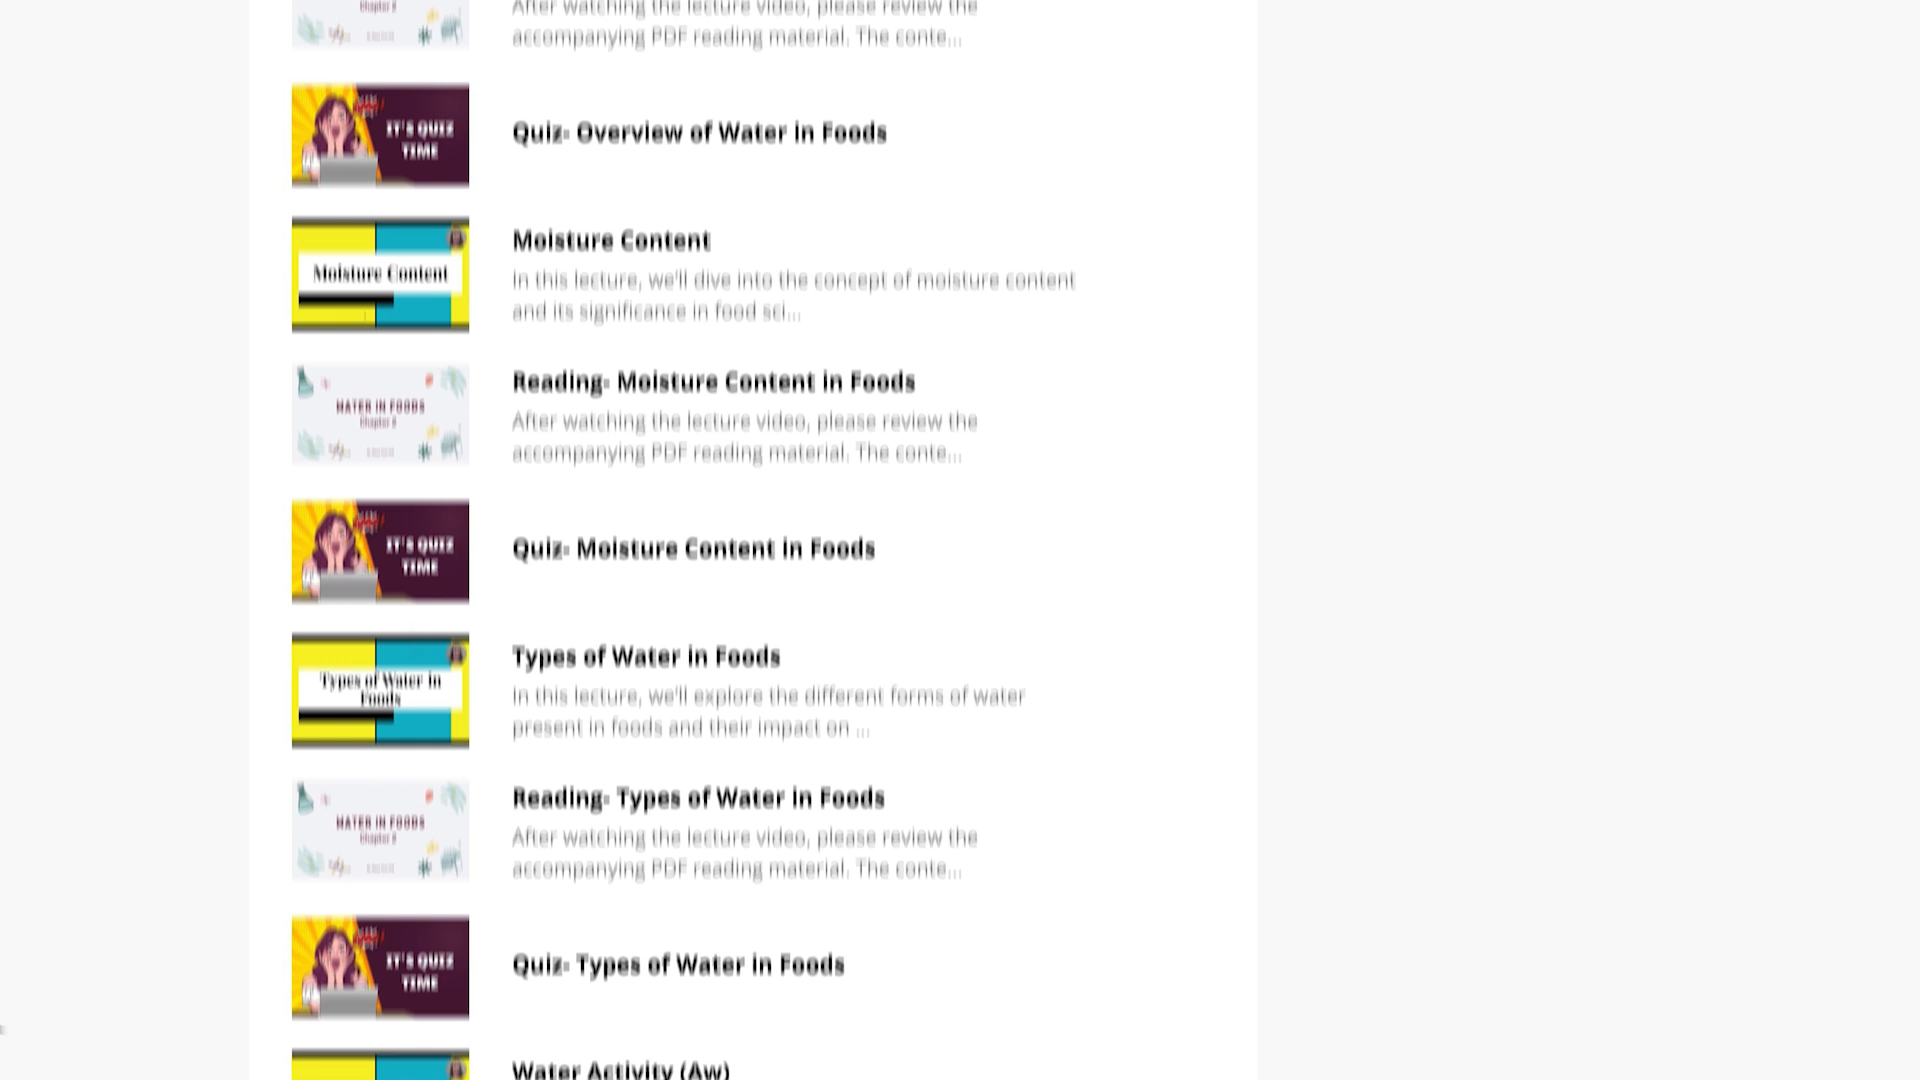 Chapter 2
After watching the lecture video, please review the
accompanying PDF reading material. The conte...
IT'S QUIZ
TIME
Quiz- Overview of Water in Foods
Moisture Content
Moisture Content
In this lecture, we'll dive into the concept of moisture content
and its significance in food sci...
WATER IN FOODS
Chapter 2
Reading- Moisture Content in Foods
After watching the lecture video, please review the
accompanying PDF reading material. The conte...
IT'S QUIZ
TIME
Quiz- Moisture Content in Foods
Types of Water in
Foods
Types of Water in Foods
In this lecture, we'll explore the different forms of water
present in foods and their impact on ...
WATER IN FOODS
Chapter 2
Reading- Types of Water in Foods
After watching the lecture video, please review the
accompanying PDF reading material. The conte...
IT'S QUIZ
TIME
Quiz- Types of Water in Foods
Water Activity (Aw)